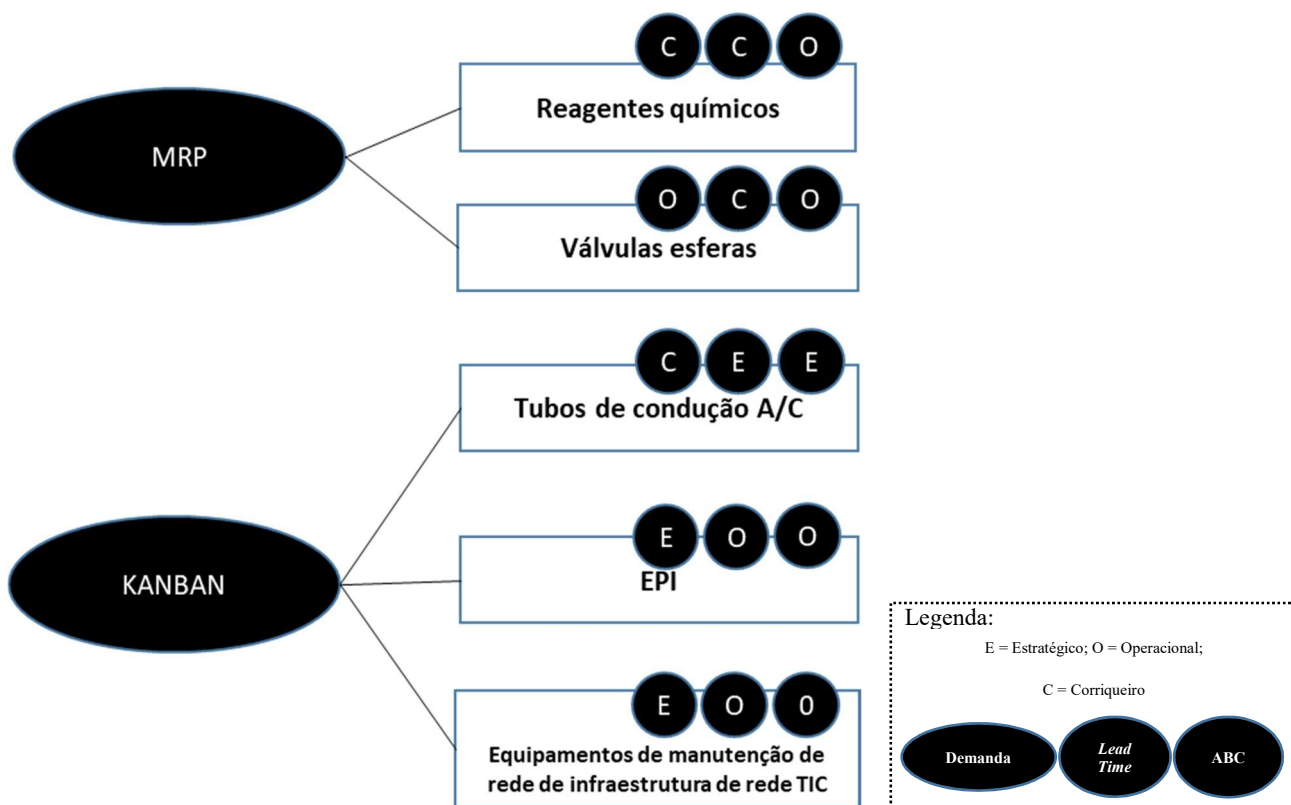 C C O
Reagentes químicos
MRP
O C O
Válvulas esferas
C E E
Tubos de condução A/C
KANBAN
E O O
EPI
E O 0
Equipamentos de manutenção de
rede de infraestrutura de rede TIC
Legenda:
E = Estratégico; O = Operacional;
C = Corriqueiro
Demanda
Lead
Time
ABC